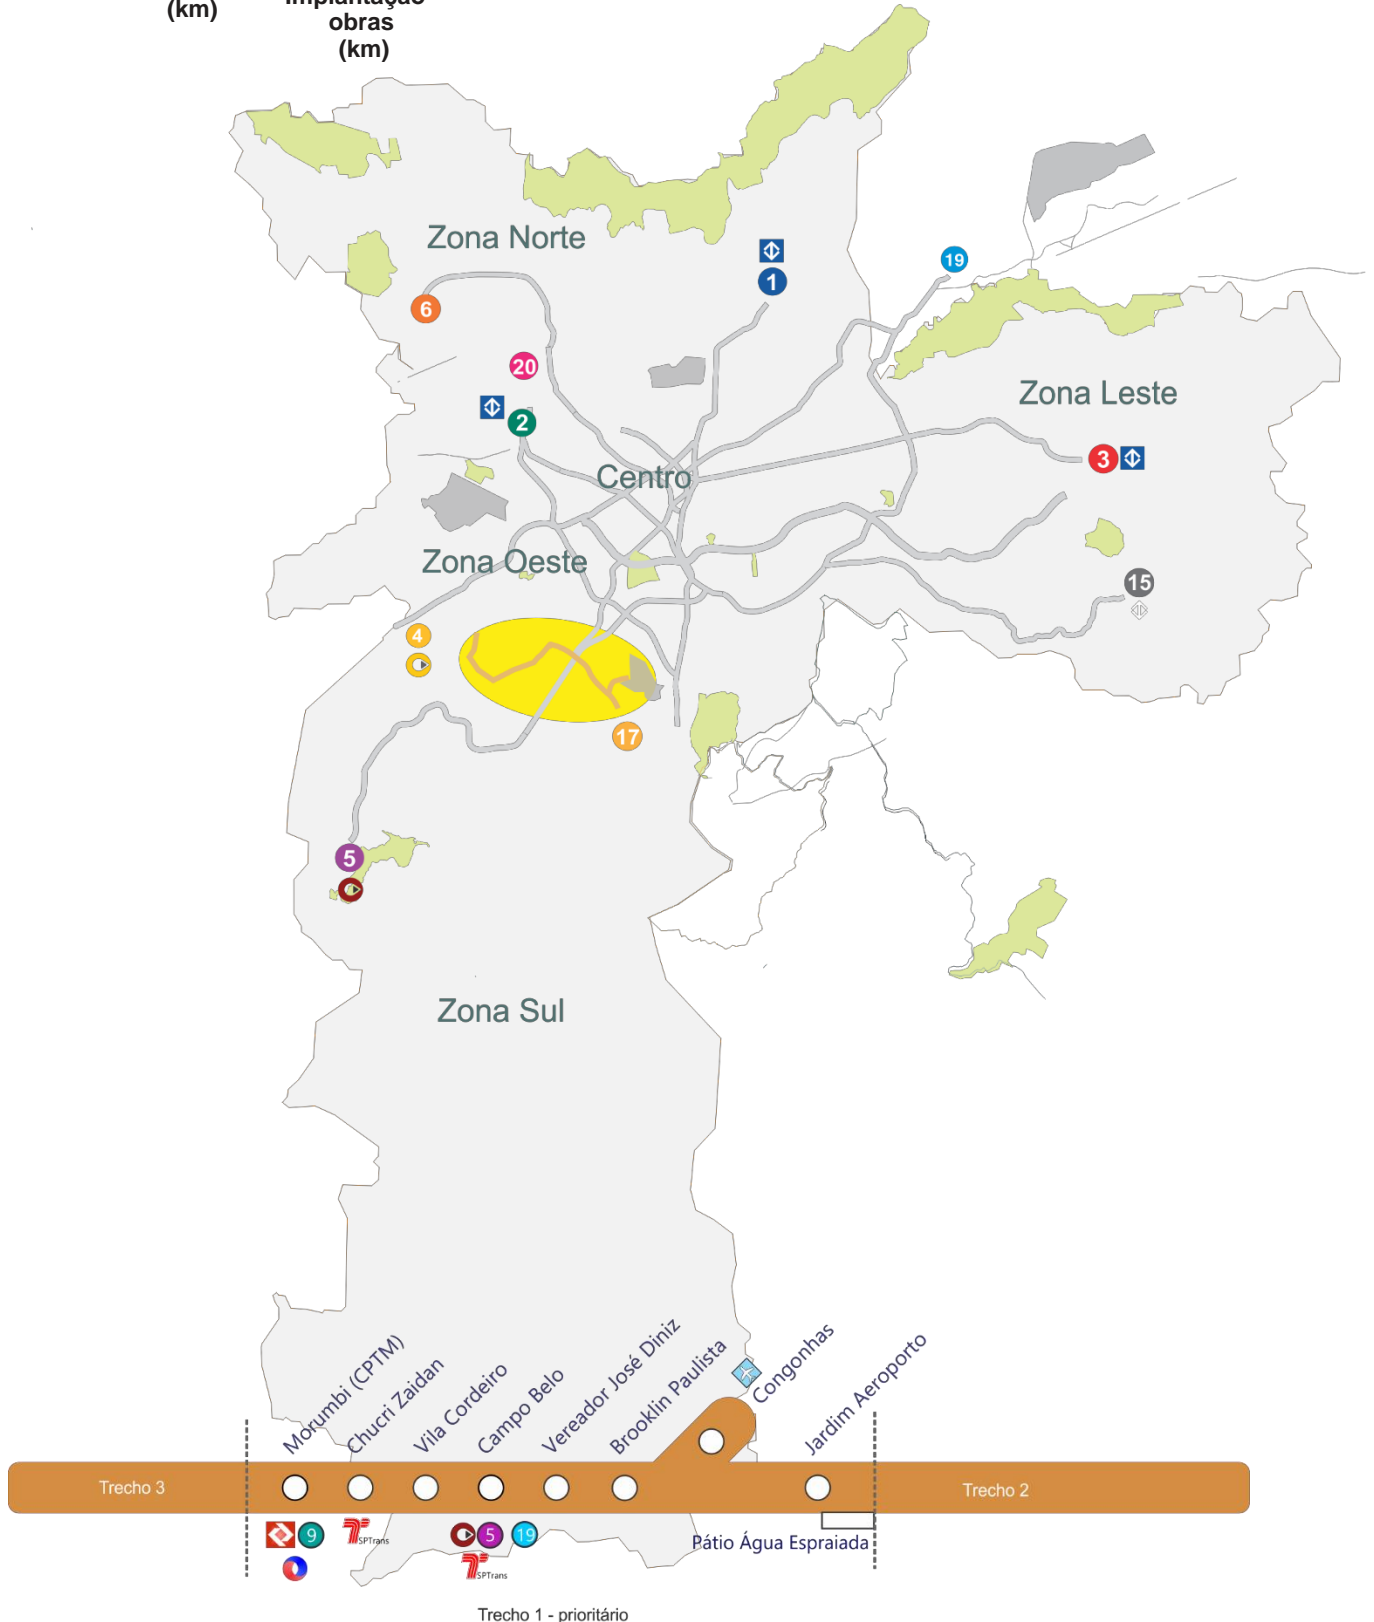 (km)
Implantação
obras
(km)
Zona Norte
1
19
6
20
2
Zona Leste
3
Centro
Zona Oeste
15
4
17
5
Zona Sul
Morumbi (CPTM)
Chucri Zaidan
Vila Cordeiro
Campo Belo
Vereador José Diniz
Brooklin Paulista
Congonhas
Jardim Aeroporto
Trecho 3
Trecho 2
9
SPTrans
5
19
SPTrans
Pátio Água Espraiada
Trecho 1 - prioritário